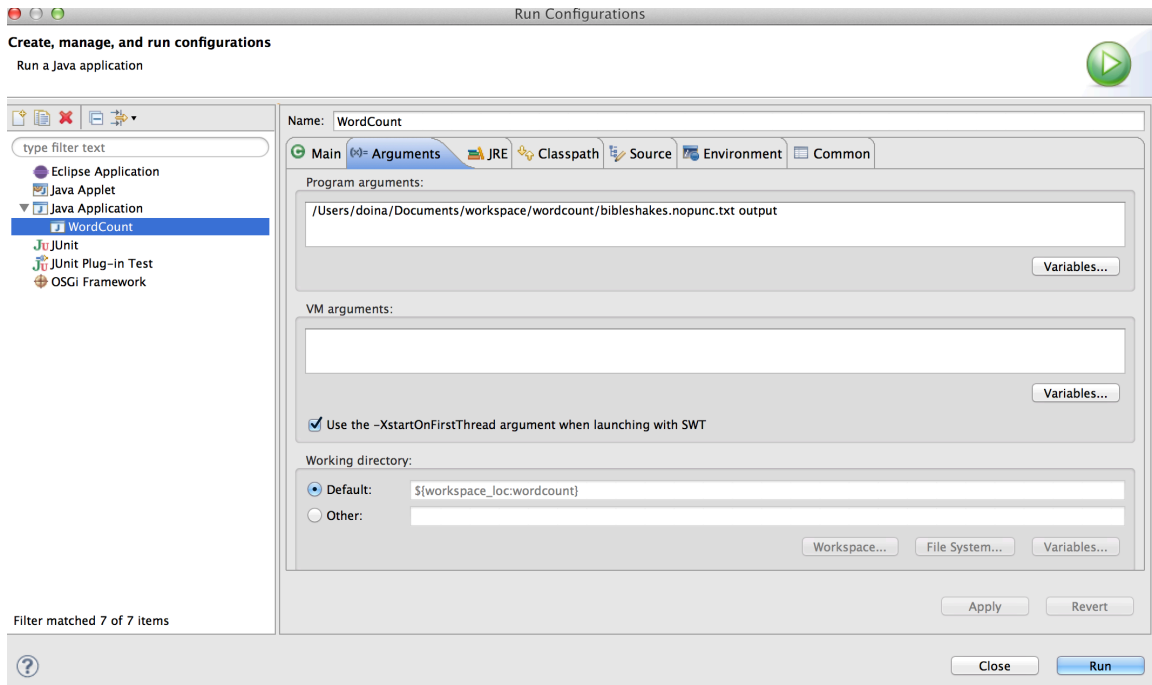 Run Configurations
Create, manage, and run configurations
Run a Java application
type filter text
Eclipse Application
Java Applet
Java Application
WordCount
JUnit
JUnit Plug-in Test
OSGi Framework
Filter matched 7 of 7 items
Name: WordCount
Main (x)= Arguments JRE Classpath Source Environment Common
Program arguments:
/Users/doina/Documents/workspace/wordcount/bibleshakes.nopunc.txt output
Variables...
VM arguments:
Variables...
Use the -XstartOnFirstThread argument when launching with SWT
Working directory:
Default: ${workspace_loc:wordcount}
Other:
Workspace... File System... Variables...
Apply Revert
? Close Run